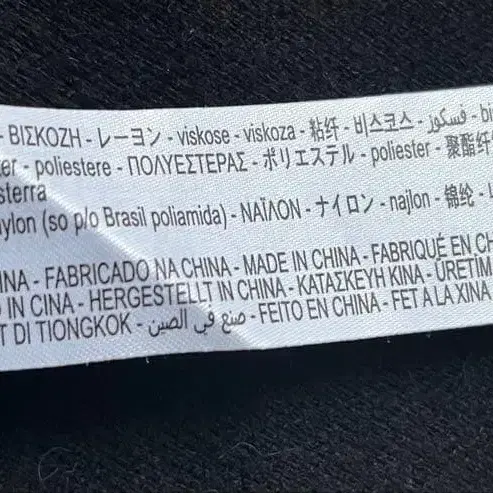 - ΒΙΣΚΟΖΗ - レーヨン - viskose - viskoza - 粘纤 - 비스코스 - فسكوز - bi
er - poliestere - ΠΟΛΥΕΣΤΕΡΑΣ - ポリエステル - poliester - 聚酯纤
sterra
ylon (so p/o Brasil poliamida) - ΝΑΪΛΟΝ - ナイロン - najlon - 锦纶 -
INA - FABRICADO NA CHINA - MADE IN CHINA - FABRIQUÉ EN CH
O IN CINA - HERGESTELLT IN CHINA - ΚΑΤΑΣΚΕΥΗ ΚΙΝΑ - ÜRETİM
T DI TIONGKOK - صنع في الصين - FEITO EN CHINA - FET A LA XINA